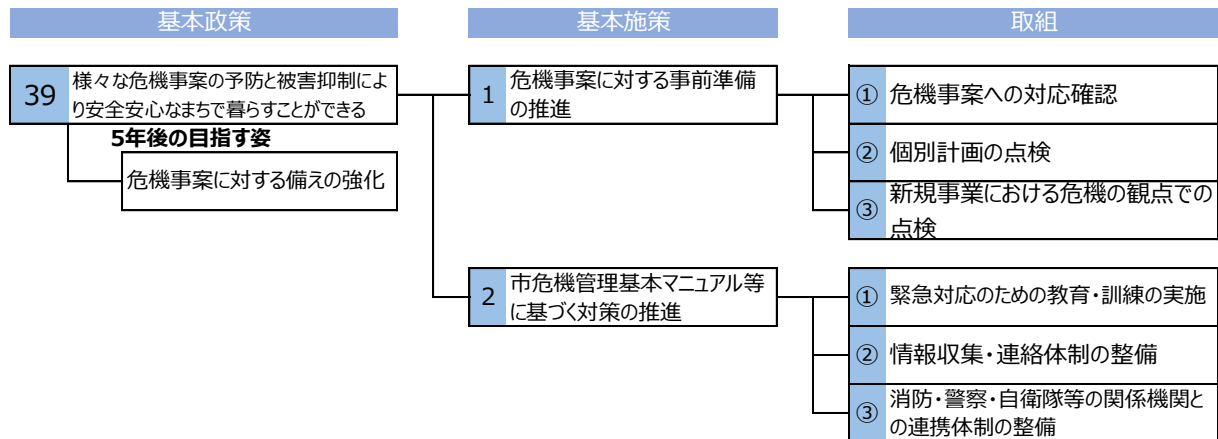 基本政策
基本施策
取組
39
様々な危機事案の予防と被害抑制によ
り安全安心なまちで暮らすことができる
5年後の目指す姿
危機事案に対する備えの強化
1
危機事案に対する事前準備
の推進
① 危機事案への対応確認
② 個別計画の点検
③
新規事業における危機の観点での
点検
2
市危機管理基本マニュアル等
に基づく対策の推進
① 緊急対応のための教育・訓練の実施
② 情報収集・連絡体制の整備
③
消防・警察・自衛隊等の関係機関と
の連携体制の整備